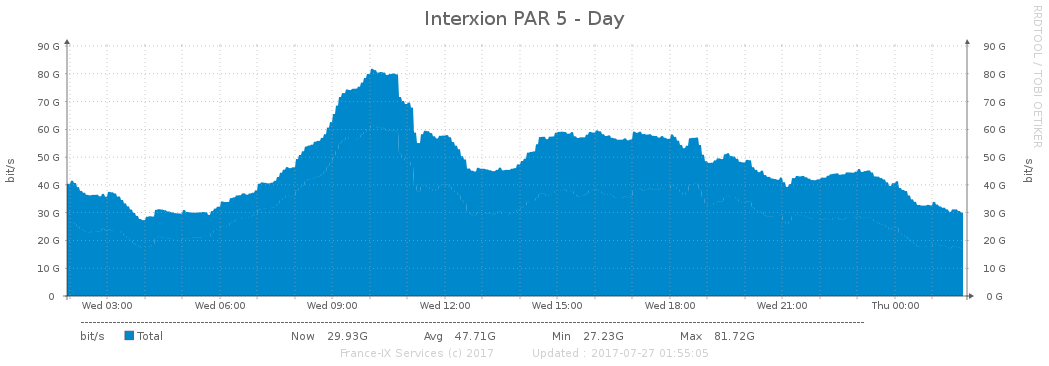 Interxion PAR 5 - Day
RRDTOOL / TOBI OETIKER
bit/s
90 G
80 G
70 G
60 G
50 G
40 G
30 G
20 G
10 G
0
90 G
80 G
70 G
60 G
50 G
40 G
30 G
20 G
10 G
0 G
bit/s
Wed 03:00 Wed 06:00 Wed 09:00 Wed 12:00 Wed 15:00 Wed 18:00 Wed 21:00 Thu 00:00
bit/s Total Now 29.93G Avg 47.71G Min 27.23G Max 81.72G
France-IX Services (c) 2017 Updated : 2017-07-27 01:55:05